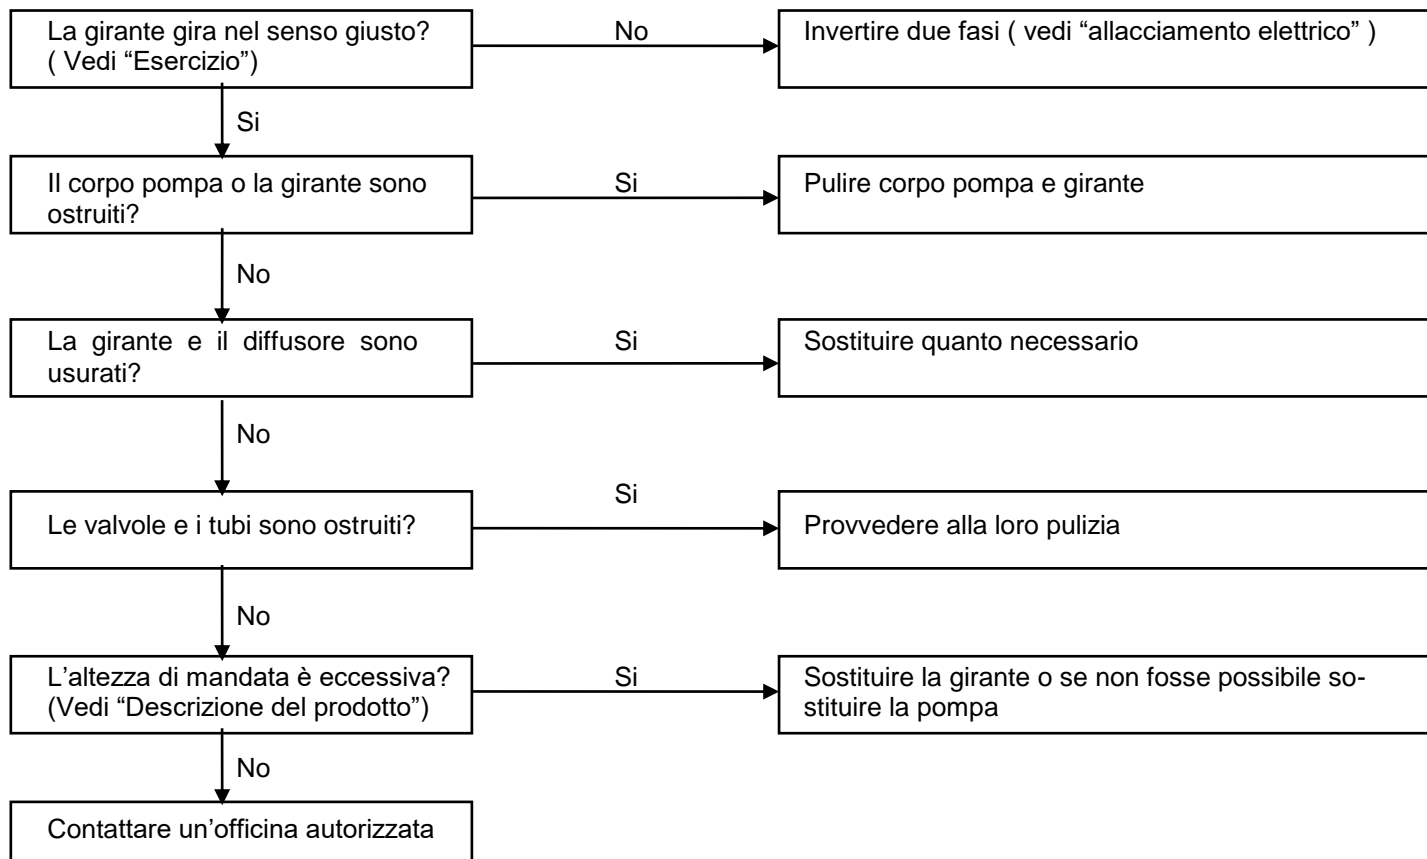 La girante gira nel senso giusto?
( Vedi “Esercizio”)
No
Invertire due fasi ( vedi “allacciamento elettrico” )
Si
Il corpo pompa o la girante sono
ostruiti?
Si
Pulire corpo pompa e girante
No
La girante e il diffusore sono
usurati?
Si
Sostituire quanto necessario
No
Le valvole e i tubi sono ostruiti?
Si
Provvedere alla loro pulizia
No
L’altezza di mandata è eccessiva?
(Vedi “Descrizione del prodotto”)
Si
Sostituire la girante o se non fosse possibile so-
stituire la pompa
No
Contattare un’officina autorizzata